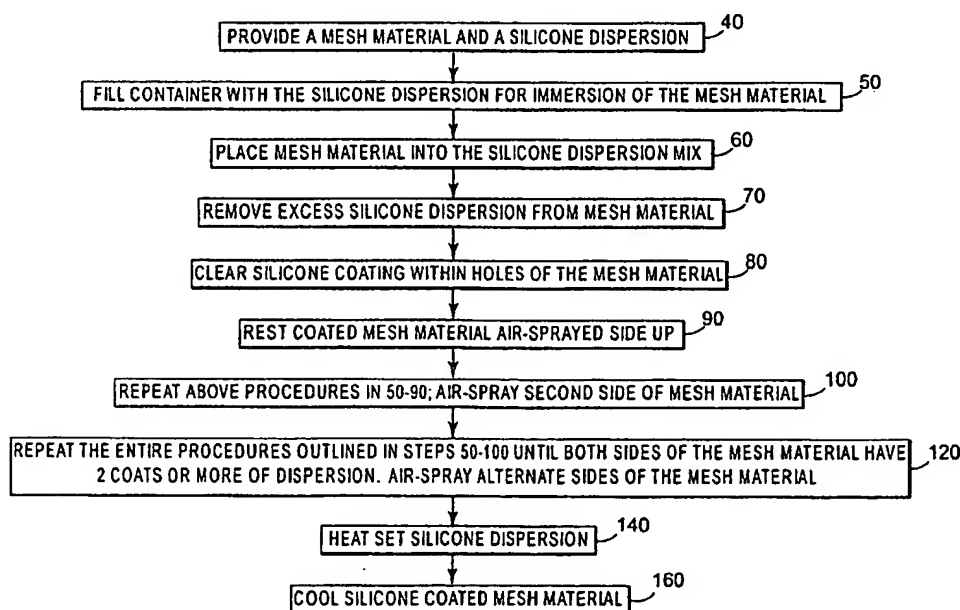 PROVIDE A MESH MATERIAL AND A SILICONE DISPERSION 40
FILL CONTAINER WITH THE SILICONE DISPERSION FOR IMMERSION OF THE MESH MATERIAL 50
PLACE MESH MATERIAL INTO THE SILICONE DISPERSION MIX 60
REMOVE EXCESS SILICONE DISPERSION FROM MESH MATERIAL 70
CLEAR SILICONE COATING WITHIN HOLES OF THE MESH MATERIAL 80
REST COATED MESH MATERIAL AIR-SPRAYED SIDE UP 90
REPEAT ABOVE PROCEDURES IN 50-90; AIR-SPRAY SECOND SIDE OF MESH MATERIAL 100
REPEAT THE ENTIRE PROCEDURES OUTLINED IN STEPS 50-100 UNTIL BOTH SIDES OF THE MESH MATERIAL HAVE
2 COATS OR MORE OF DISPERSION. AIR-SPRAY ALTERNATE SIDES OF THE MESH MATERIAL 120
HEAT SET SILICONE DISPERSION 140
COOL SILICONE COATED MESH MATERIAL 160